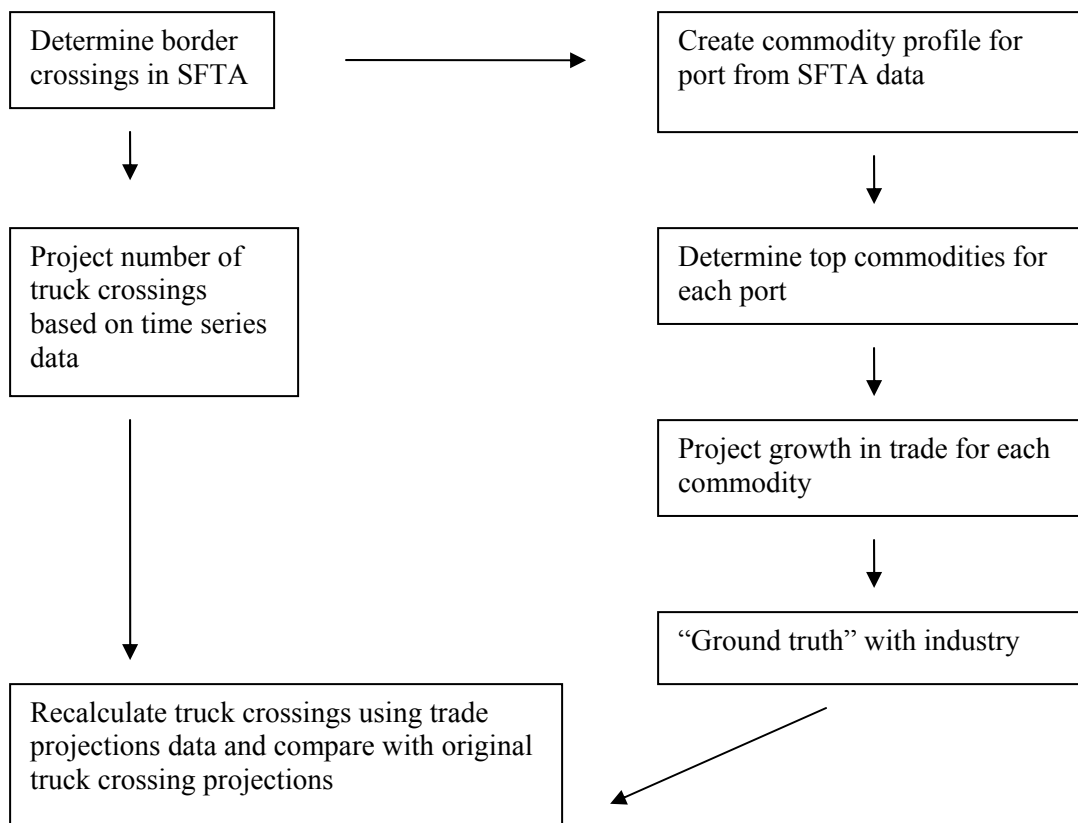 Determine border
crossings in SFTA
Create commodity profile for
port from SFTA data
Project number of
truck crossings
based on time series
data
Determine top commodities for
each port
Project growth in trade for each
commodity
“Ground truth” with industry
Recalculate truck crossings using trade
projections data and compare with original
truck crossing projections